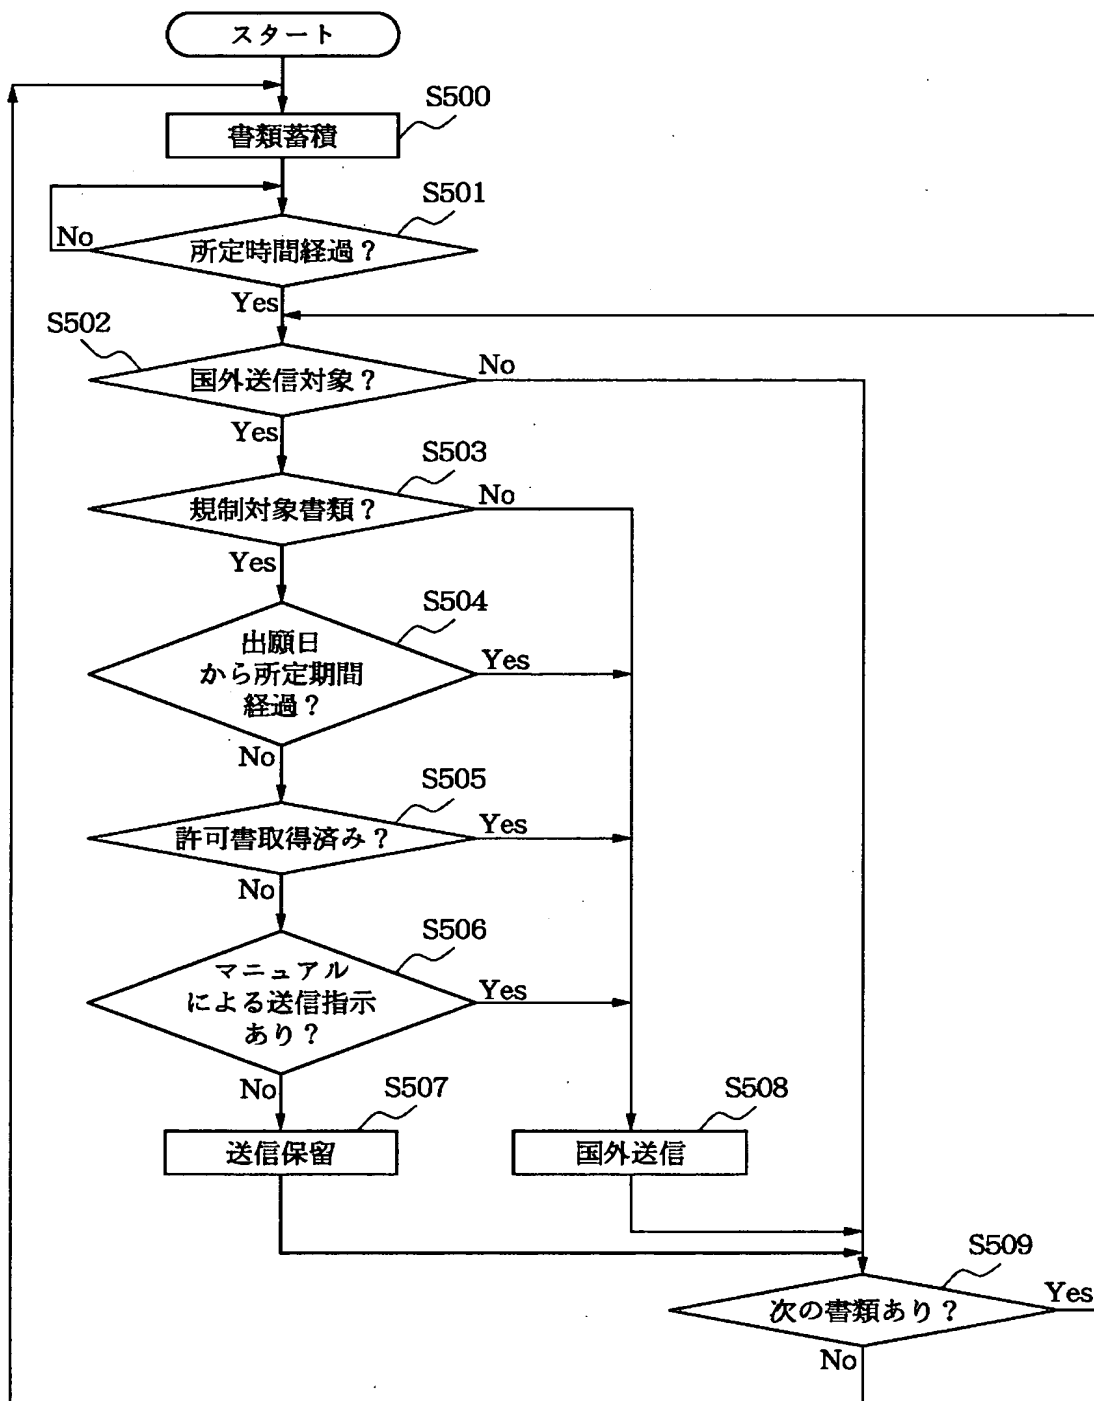 スタート
S500
書類蓄積
S501
No
所定時間経過?
Yes
S502
国外送信対象?
No
Yes
S503
規制対象書類?
No
Yes
S504
出願日
から所定期間
経過?
Yes
No
S505
許可書取得済み?
Yes
No
S506
マニュアル
による送信指示
あり?
Yes
No
S507
送信保留
S508
国外送信
S509
次の書類あり?
Yes
No